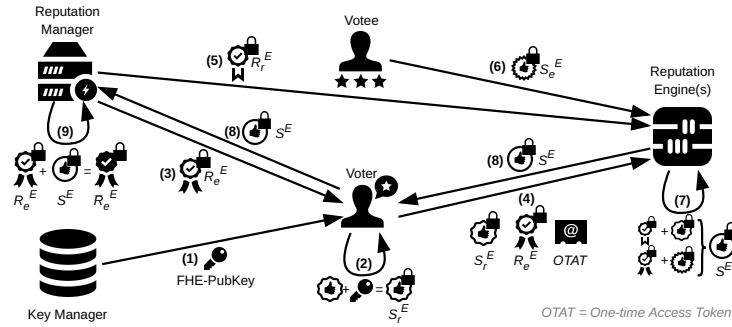 Reputation
Manager
Votee
(5) R_r^E
(6) S_e^E
Reputation
Engine(s)
(9)
(8) S^E
(8) S^E
(3) R_e^E
Voter
(4)
(7)
+ =
R_e^E S^E R_e^E
@
S_r^E R_e^E OTAT
+
+
S^E
(1)
FHE-PubKey
(2)
+ =
S_r^E
Key Manager
OTAT = One-time Access Token